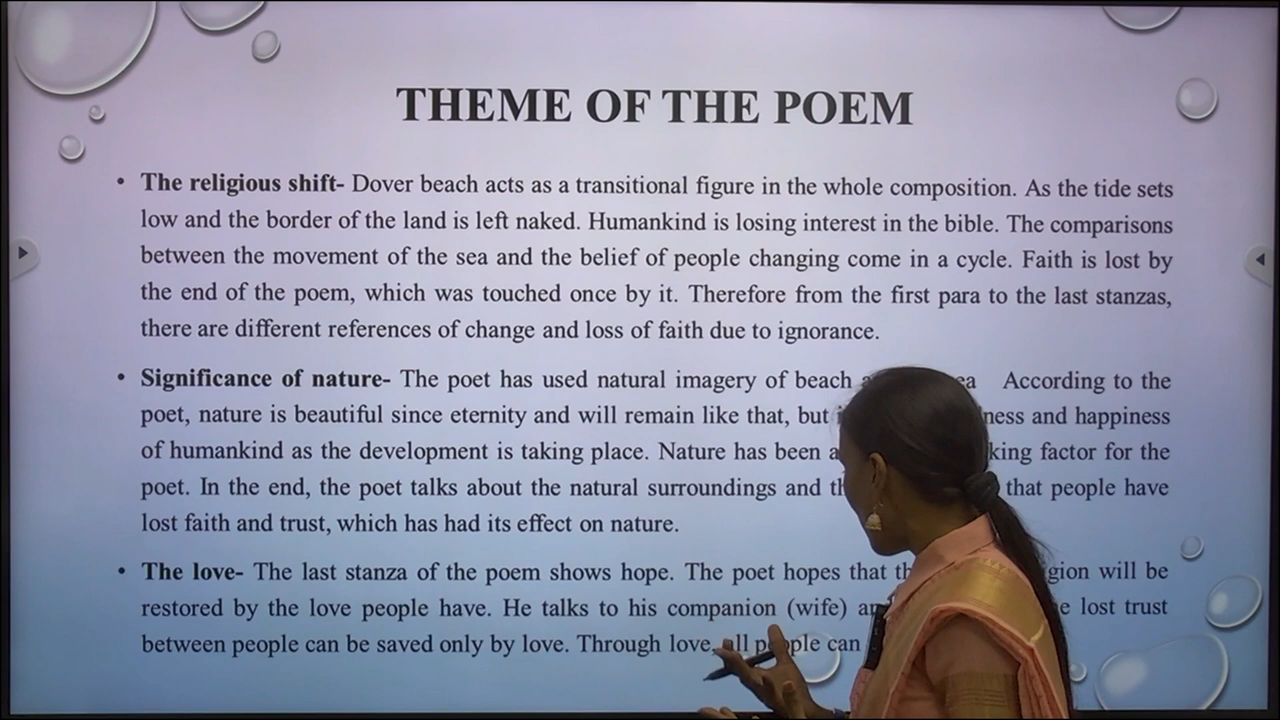 THEME OF THE POEM
• The religious shift- Dover beach acts as a transitional figure in the whole composition. As the tide sets
low and the border of the land is left naked. Humankind is losing interest in the bible. The comparisons
between the movement of the sea and the belief of people changing come in a cycle. Faith is lost by
the end of the poem, which was touched once by it. Therefore from the first para to the last stanzas,
there are different references of change and loss of faith due to ignorance.
• Significance of nature- The poet has used natural imagery of beach According to the
poet, nature is beautiful since eternity and will remain like that, but and happiness
of humankind as the development is taking place. Nature has been factor for the
poet. In the end, the poet talks about the natural surroundings and that people have
lost faith and trust, which has had its effect on nature.
• The love- The last stanza of the poem shows hope. The poet hopes that will be
restored by the love people have. He talks to his companion (wife) lost trust
between people can be saved only by love. Through love, all people can